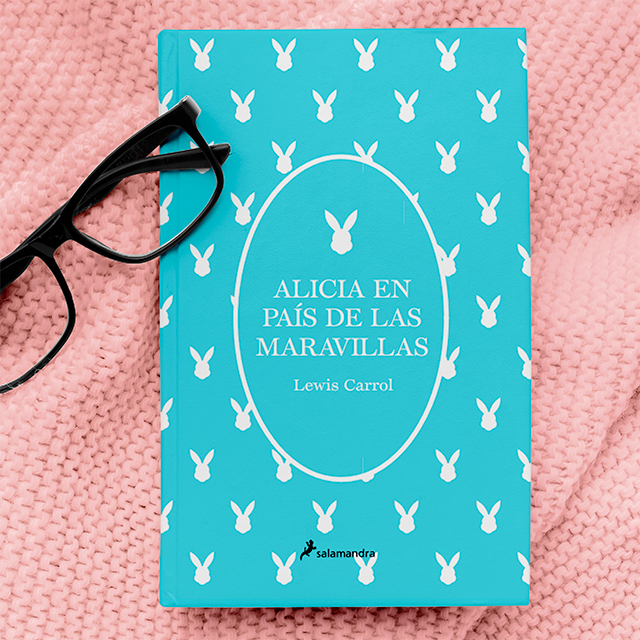 ALICIA EN
PAÍS DE LAS
MARAVILLAS
Lewis Carrol
salamandra